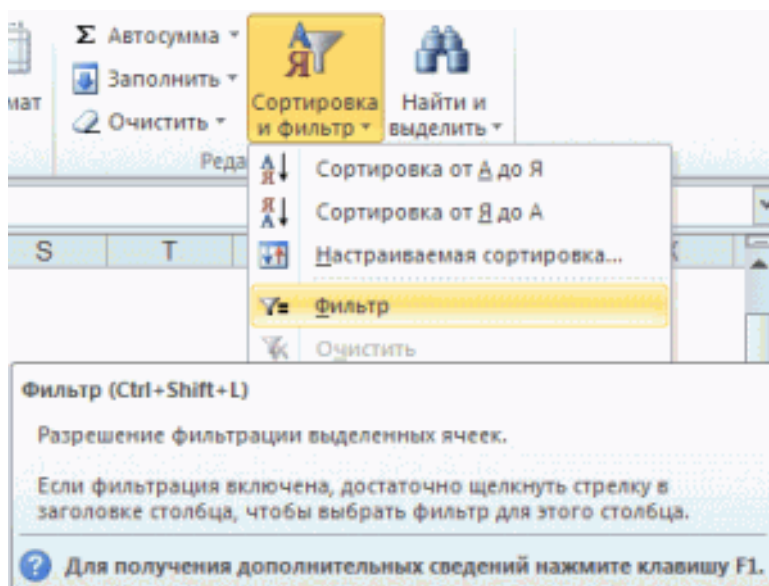 Σ Автосумма
Заполнить
мат
Очистить
Сортировка
и фильтр
Найти и
выделить
Реда
Сортировка от А до Я
Сортировка от Я до А
S T
Настраиваемая сортировка...
Фильтр
Очистить
Фильтр (Ctrl+Shift+L)
Разрешение фильтрации выделенных ячеек.
Если фильтрация включена, достаточно щелкнуть стрелку в
заголовке столбца, чтобы выбрать фильтр для этого столбца.
Для получения дополнительных сведений нажмите клавишу F1.